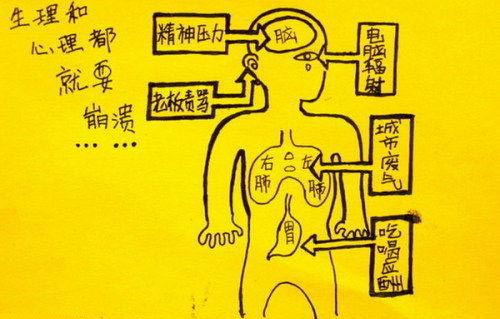 生理和
心理都
就要
崩溃
... ...
精神压力
脑
电脑辐射
老板责骂
城市废气
右肺
左肺
胃
吃喝应酬